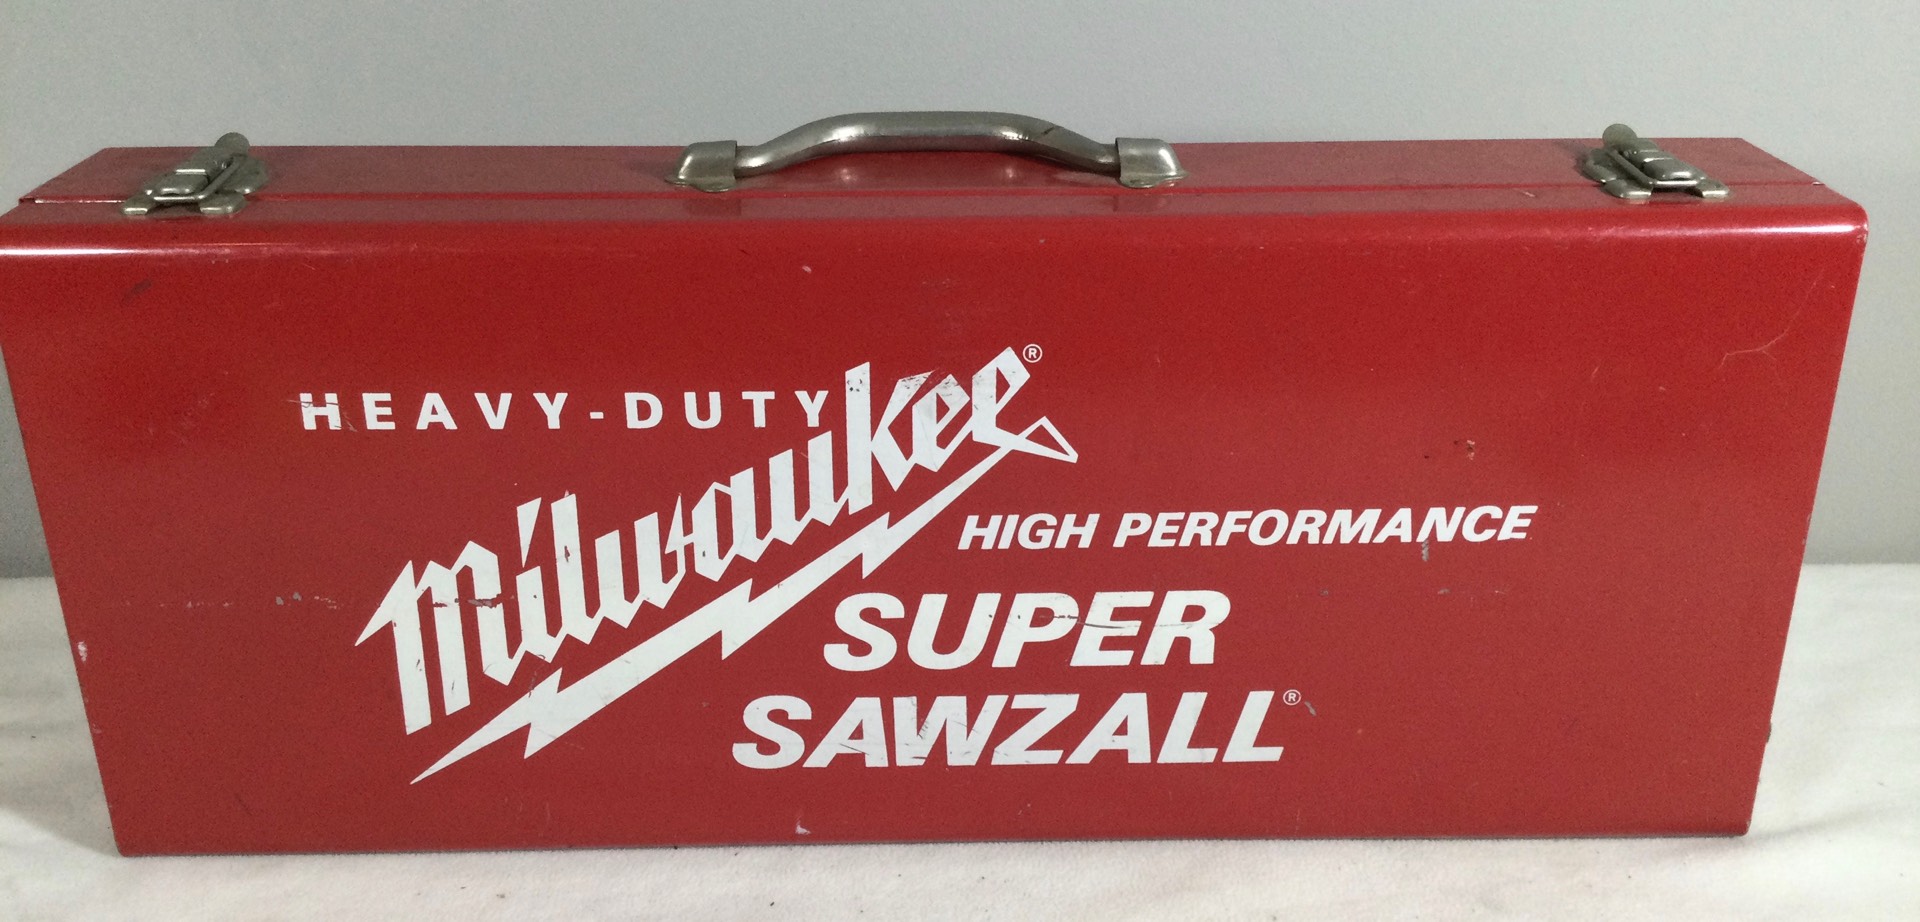 HEAVY-DUTY
Milwaukee®
HIGH PERFORMANCE
SUPER
SAWZALL®